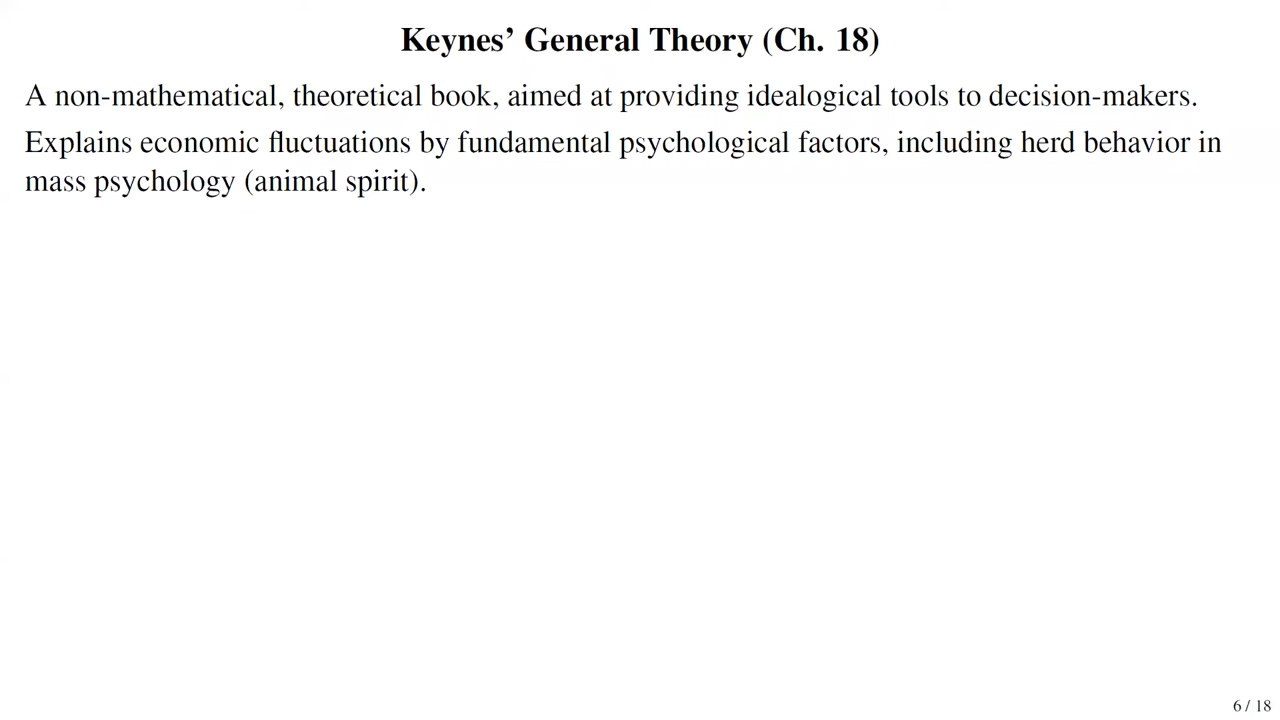 Keynes’ General Theory (Ch. 18)
A non-mathematical, theoretical book, aimed at providing idealogical tools to decision-makers.
Explains economic fluctuations by fundamental psychological factors, including herd behavior in
mass psychology (animal spirit).
6 / 18